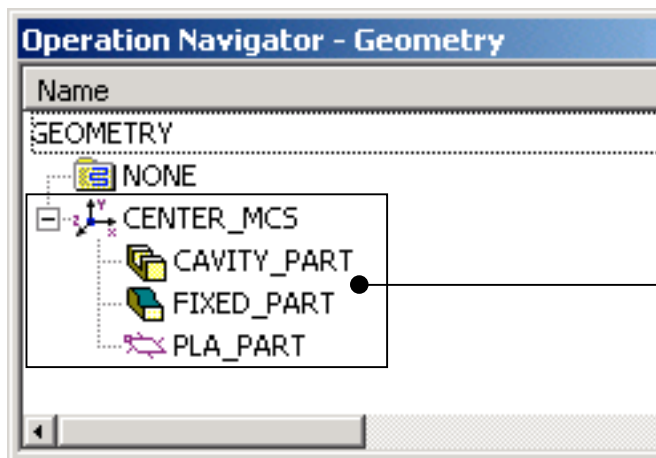 Operation Navigator - Geometry
Name
GEOMETRY
NONE
CENTER_MCS
CAVITY_PART
FIXED_PART
PLA_PART